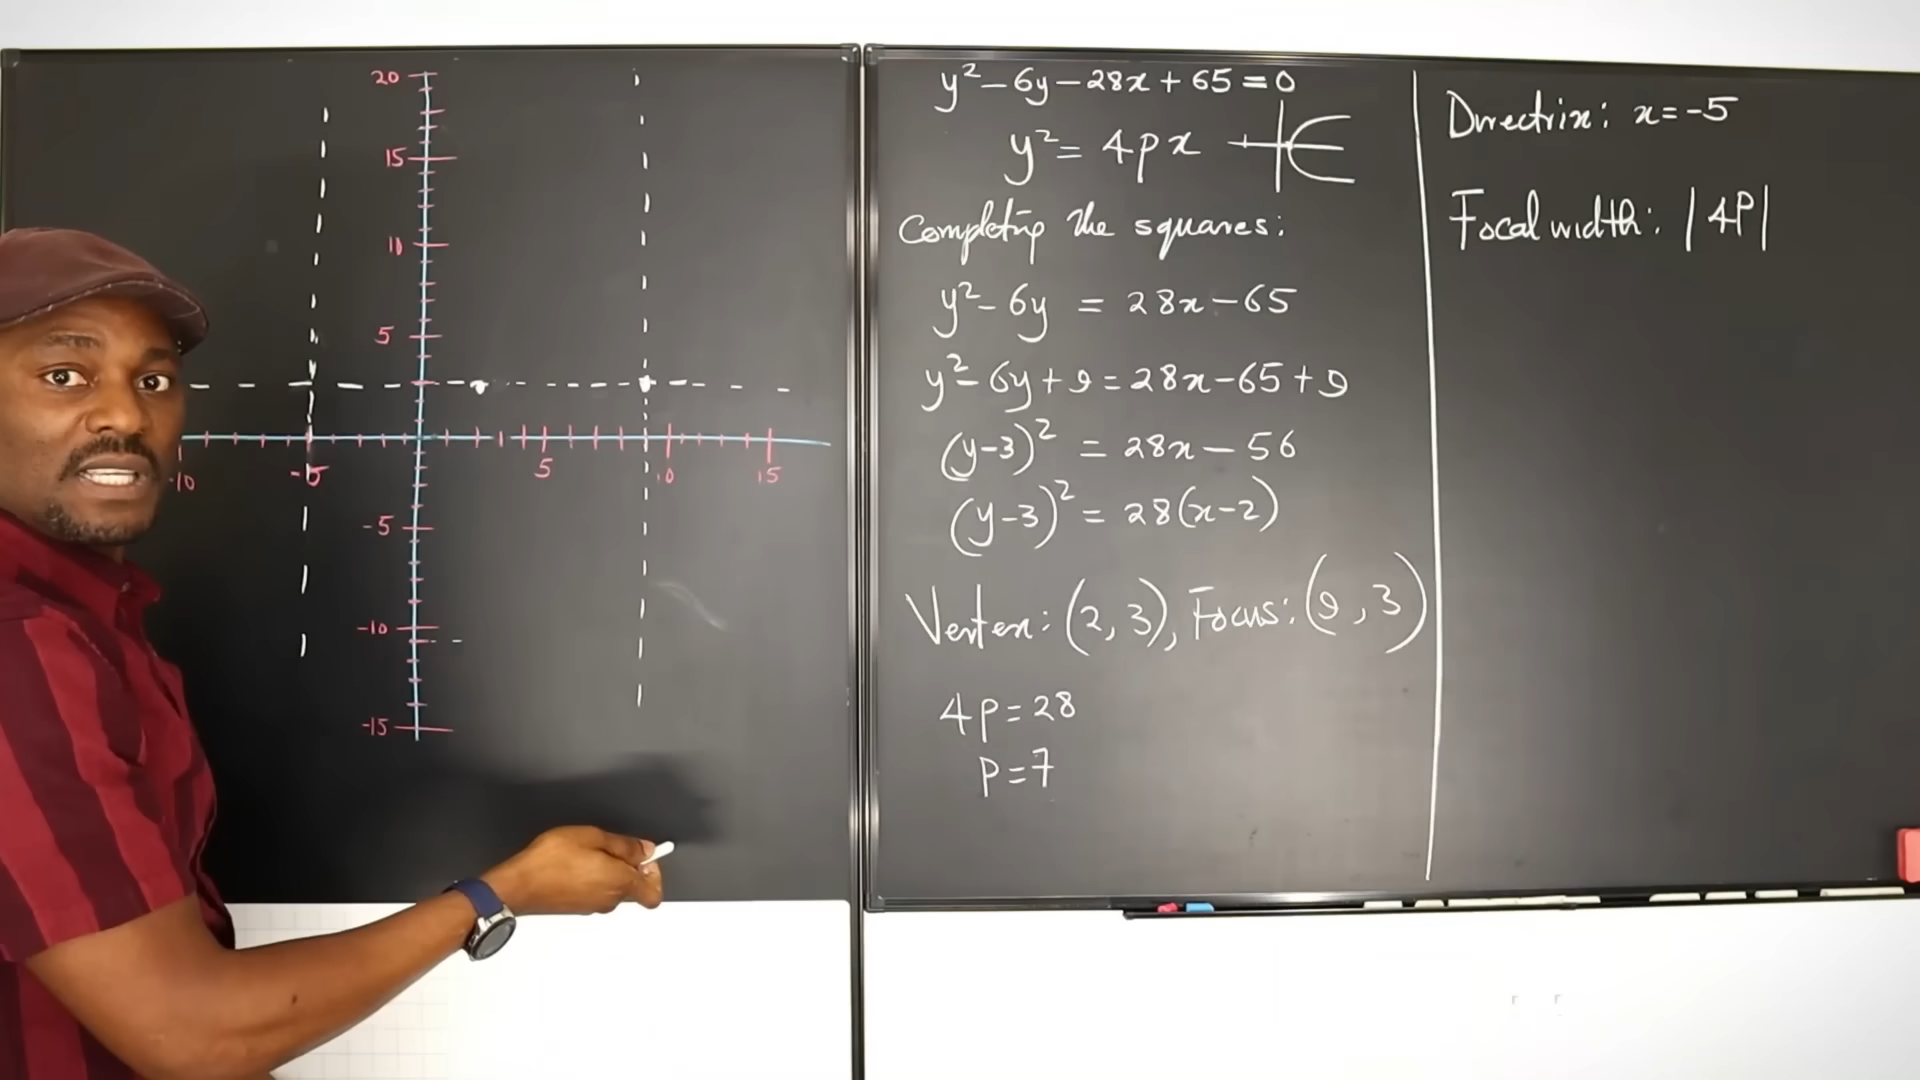 20
15
10
5
-10
-5
5
10
15
-5
-10
-15
y² - 6y - 28x + 65 = 0
y² = 4px
Completing the squares:
y² - 6y = 28x - 65
y² - 6y + 9 = 28x - 65 + 9
(y-3)² = 28x - 56
(y-3)² = 28(x-2)
Vertex: (2, 3), Focus: (9, 3)
4p = 28
p = 7
Directrix: x = -5
Focal width: |4P|